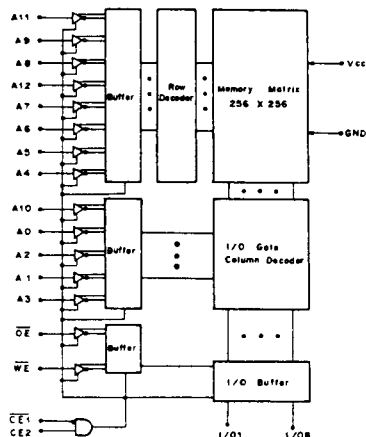 A11
A9
A8
A12
A7
A6
A5
A4
Buffer
Row
Decoder
Memory Matrix
256 X 256
Vcc
GND
A10
A0
A2
A1
A3
Buffer
I/O Gate
Column Decoder
OE
WE
Buffer
I/O Buffer
CE1
CE2
I/O1
I/O8